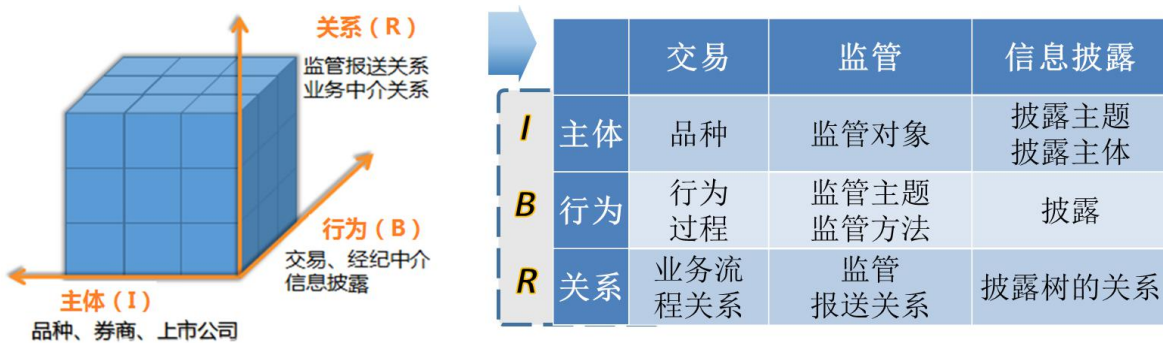 关系（R）
监管报送关系
业务中介关系
行为（B）
交易、经纪中介
信息披露
主体（I）
品种、券商、上市公司
交易 监管 信息披露
I 主体 品种 监管对象 披露主题
披露主体
B 行为 行为
过程 监管主题
监管方法 披露
R 关系 业务流
程关系 监管
报送关系 披露树的关系